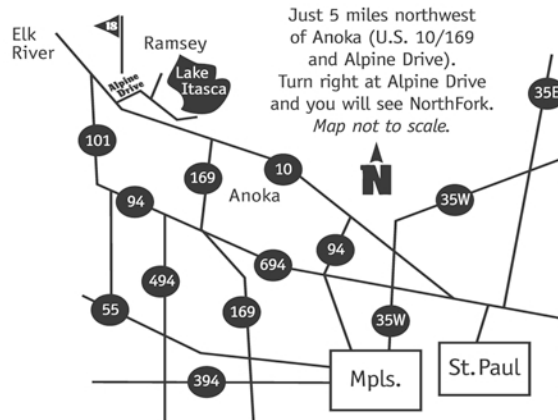 Just 5 miles northwest
of Anoka (U.S. 10/169
and Alpine Drive).
Turn right at Alpine Drive
and you will see NorthFork.
Map not to scale.
N
18
Elk
River
Ramsey
Alpine
Drive
Lake
Itasca
35E
101
169
10
Anoka
94
35W
94
694
494
55
169
35W
394
Mpls.
St. Paul